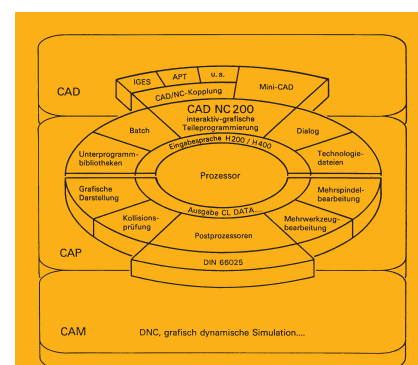 IGES
APT
u. a.
CAD/NC-Kopplung
Mini-CAD
CAD
CAD NC 200
interaktiv-grafische
Teileprogrammierung
Batch
Dialog
Eingabesprache H200 / H400
Unterprogramm-
bibliotheken
Technologie-
dateien
Prozessor
Grafische
Darstellung
Mehrspindel-
bearbeitung
Ausgabe CL DATA...
Kollisions-
prüfung
Mehrwerkzeug-
bearbeitung
Postprozessoren
CAP
DIN 66025
CAM
DNC, grafisch dynamische Simulation....